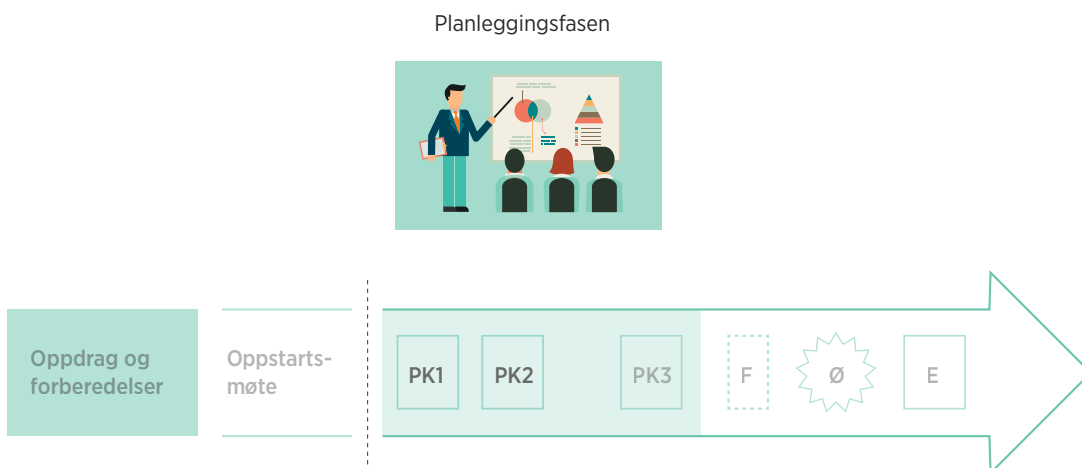 Planleggingsfasen
Oppdrag og
forberedelser
Oppstarts-
møte
PK1
PK2
PK3
F
Ø
E